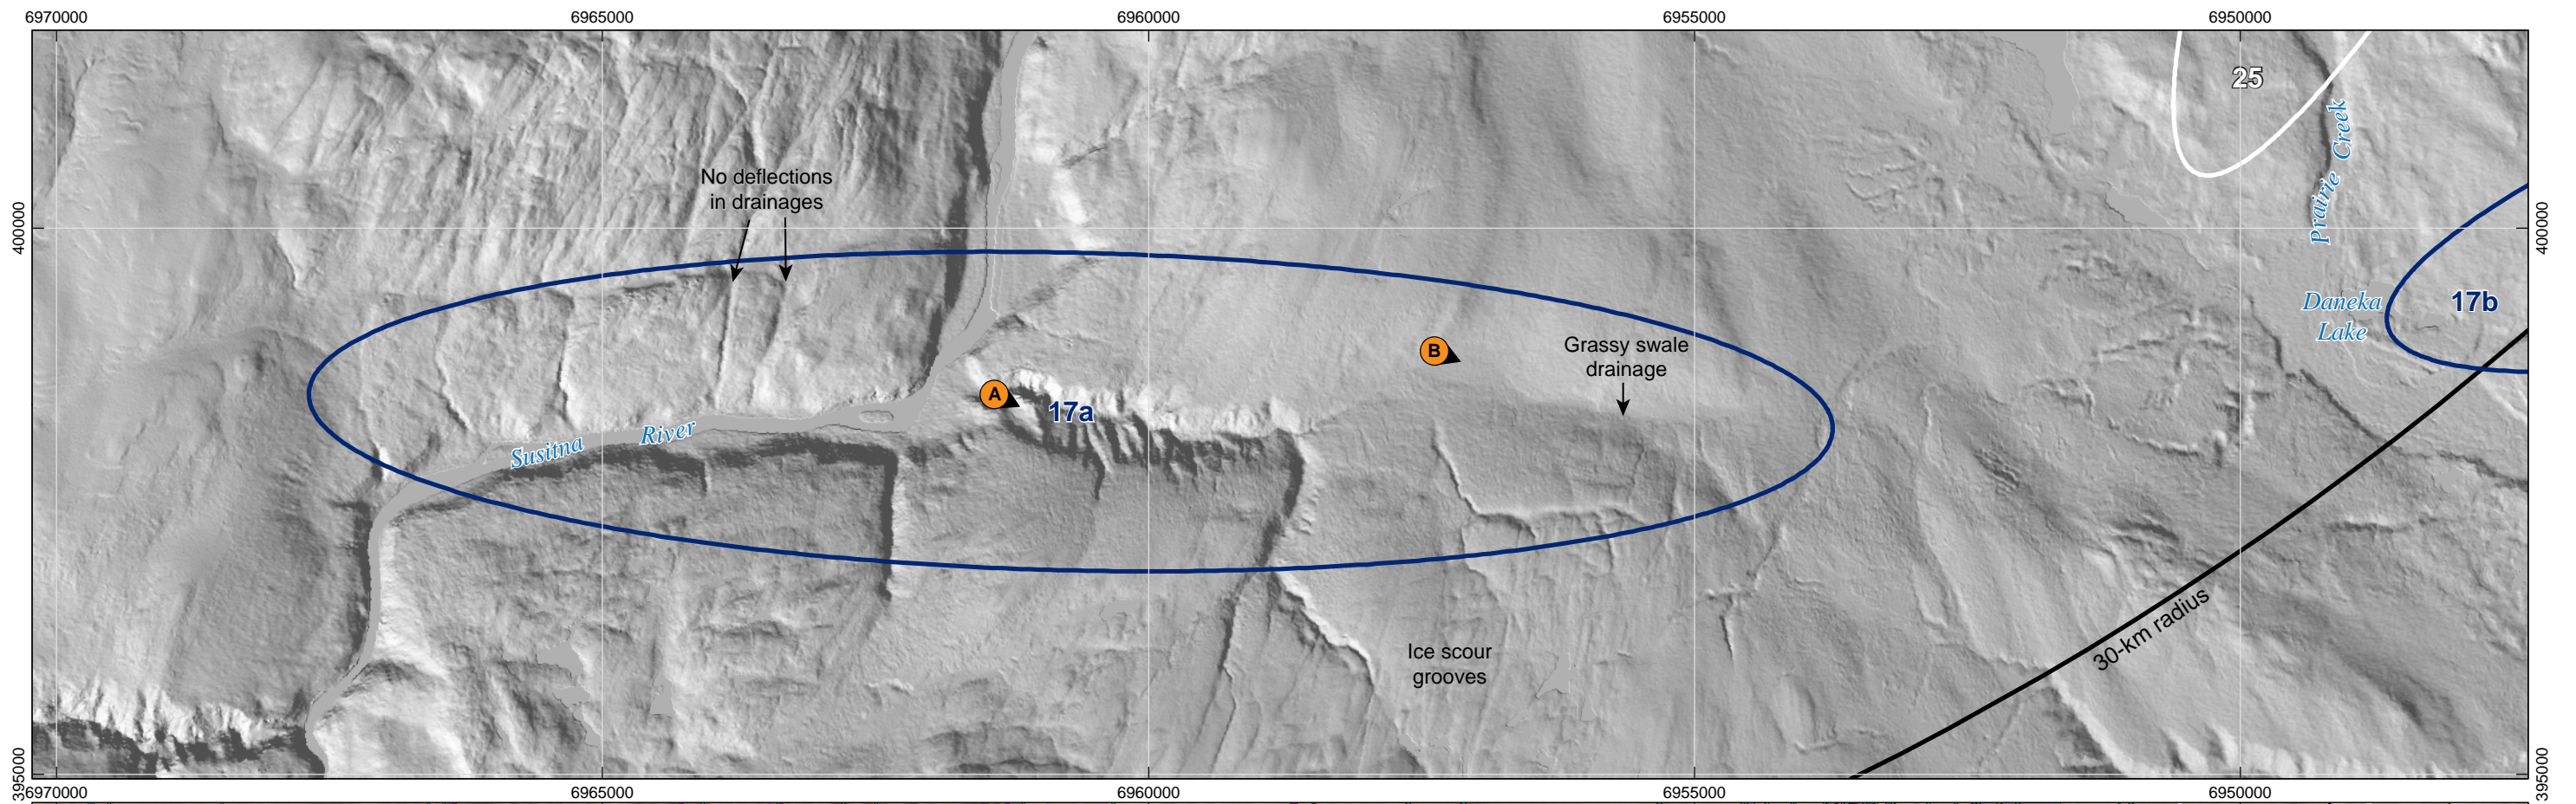 6970000 6965000 6960000 6955000 6950000
25
Prairie Creek
No deflections
in drainages
400000
400000
Daneka
Lake
17b
B
Grassy swale
drainage
A
17a
Susitna River
30-km radius
Ice scour
grooves
395000
395000
6970000 6965000 6960000 6955000 6950000